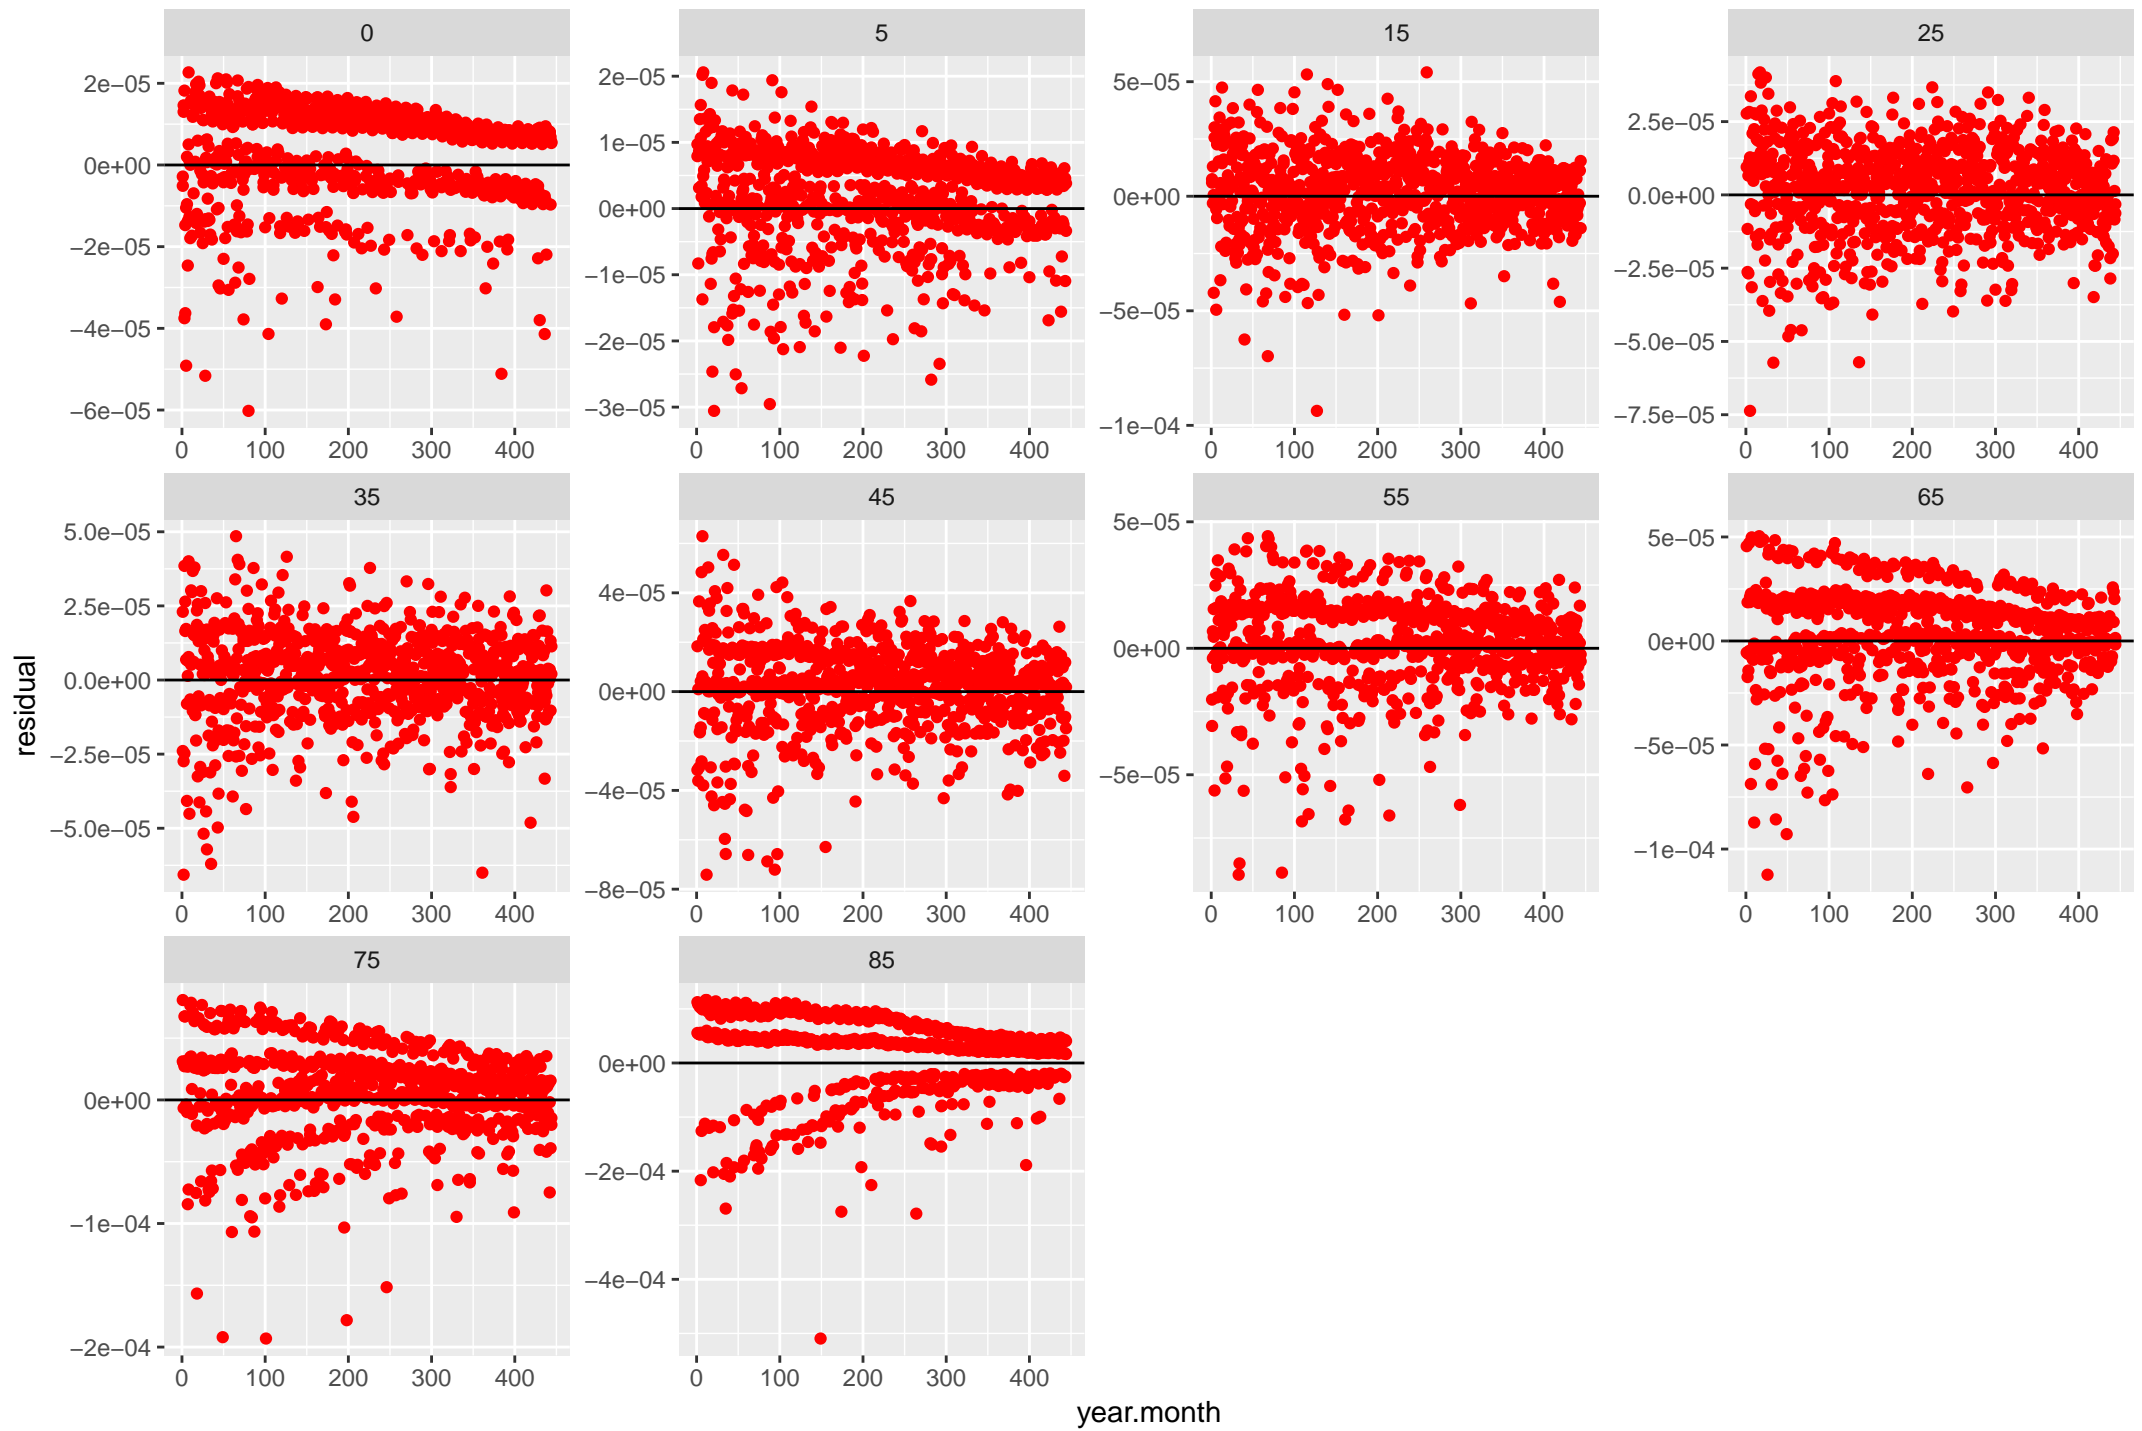 0 5 15 25
2e−05 2e−05 5e−05 2.5e−05
0e+00 1e−05 0e+00 0.0e+00
−2e−05 0e+00 −5e−05 −2.5e−05
−4e−05 −1e−05 −1e−04 −5.0e−05
−6e−05 −2e−05 −7.5e−05
−3e−05
0 100 200 300 400 0 100 200 300 400 0 100 200 300 400 0 100 200 300 400
35 45 55 65
5.0e−05 4e−05 5e−05 5e−05
2.5e−05 0e+00 0e+00 0e+00
0.0e+00 −4e−05 −5e−05 −5e−05
−2.5e−05 −8e−05 −1e−04
−5.0e−05
0 100 200 300 400 0 100 200 300 400 0 100 200 300 400 0 100 200 300 400
residual
75 85
0e+00 0e+00
−1e−04 −2e−04
−2e−04 −4e−04
0 100 200 300 400 0 100 200 300 400
year.month